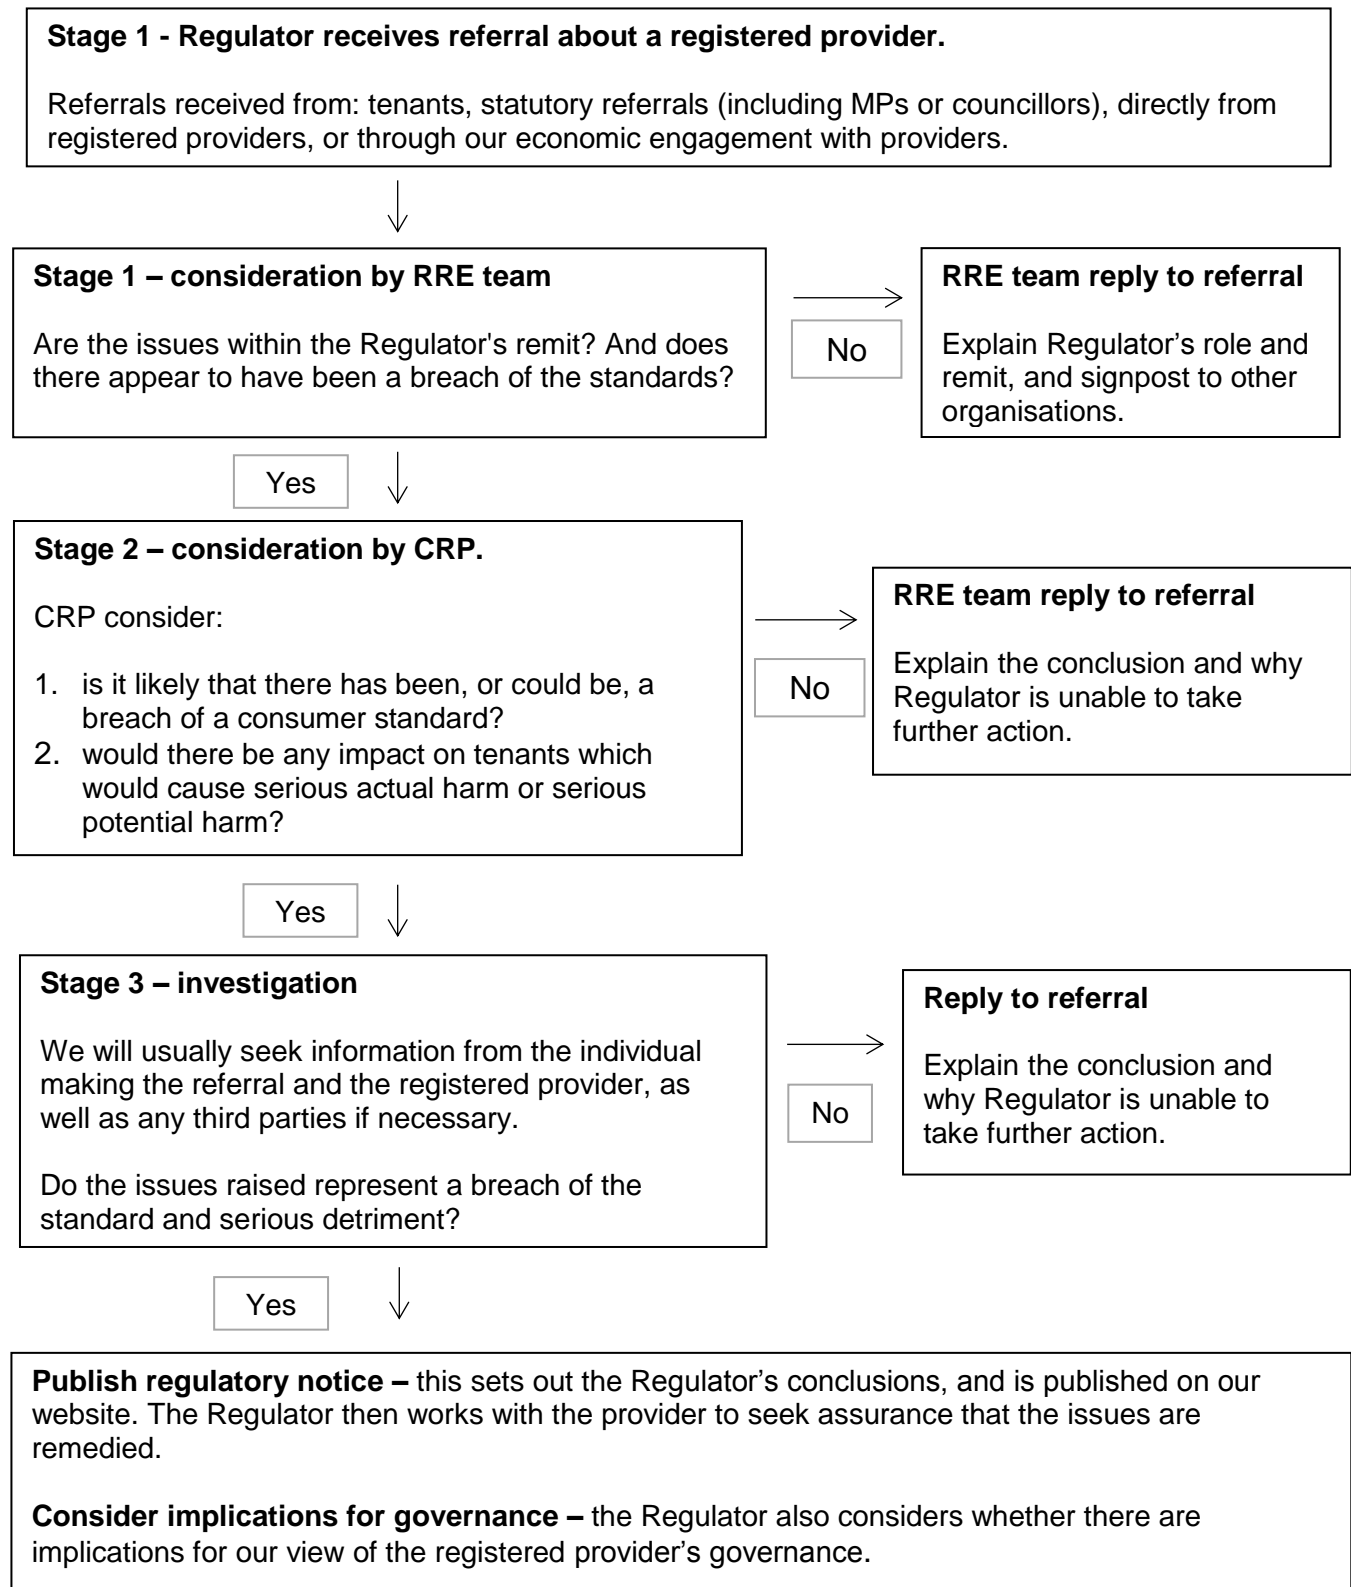 Stage 1 - Regulator receives referral about a registered provider.
Referrals received from: tenants, statutory referrals (including MPs or councillors), directly from
registered providers, or through our economic engagement with providers.
Stage 1 – consideration by RRE team
Are the issues within the Regulator's remit? And does
there appear to have been a breach of the standards?
No
RRE team reply to referral
Explain Regulator’s role and
remit, and signpost to other
organisations.
Yes
Stage 2 – consideration by CRP.
CRP consider:
1. is it likely that there has been, or could be, a
breach of a consumer standard?
2. would there be any impact on tenants which
would cause serious actual harm or serious
potential harm?
No
RRE team reply to referral
Explain the conclusion and why
Regulator is unable to take
further action.
Yes
Stage 3 – investigation
We will usually seek information from the individual
making the referral and the registered provider, as
well as any third parties if necessary.
Do the issues raised represent a breach of the
standard and serious detriment?
No
Reply to referral
Explain the conclusion and
why Regulator is unable to
take further action.
Yes
Publish regulatory notice – this sets out the Regulator’s conclusions, and is published on our
website. The Regulator then works with the provider to seek assurance that the issues are
remedied.
Consider implications for governance – the Regulator also considers whether there are
implications for our view of the registered provider’s governance.